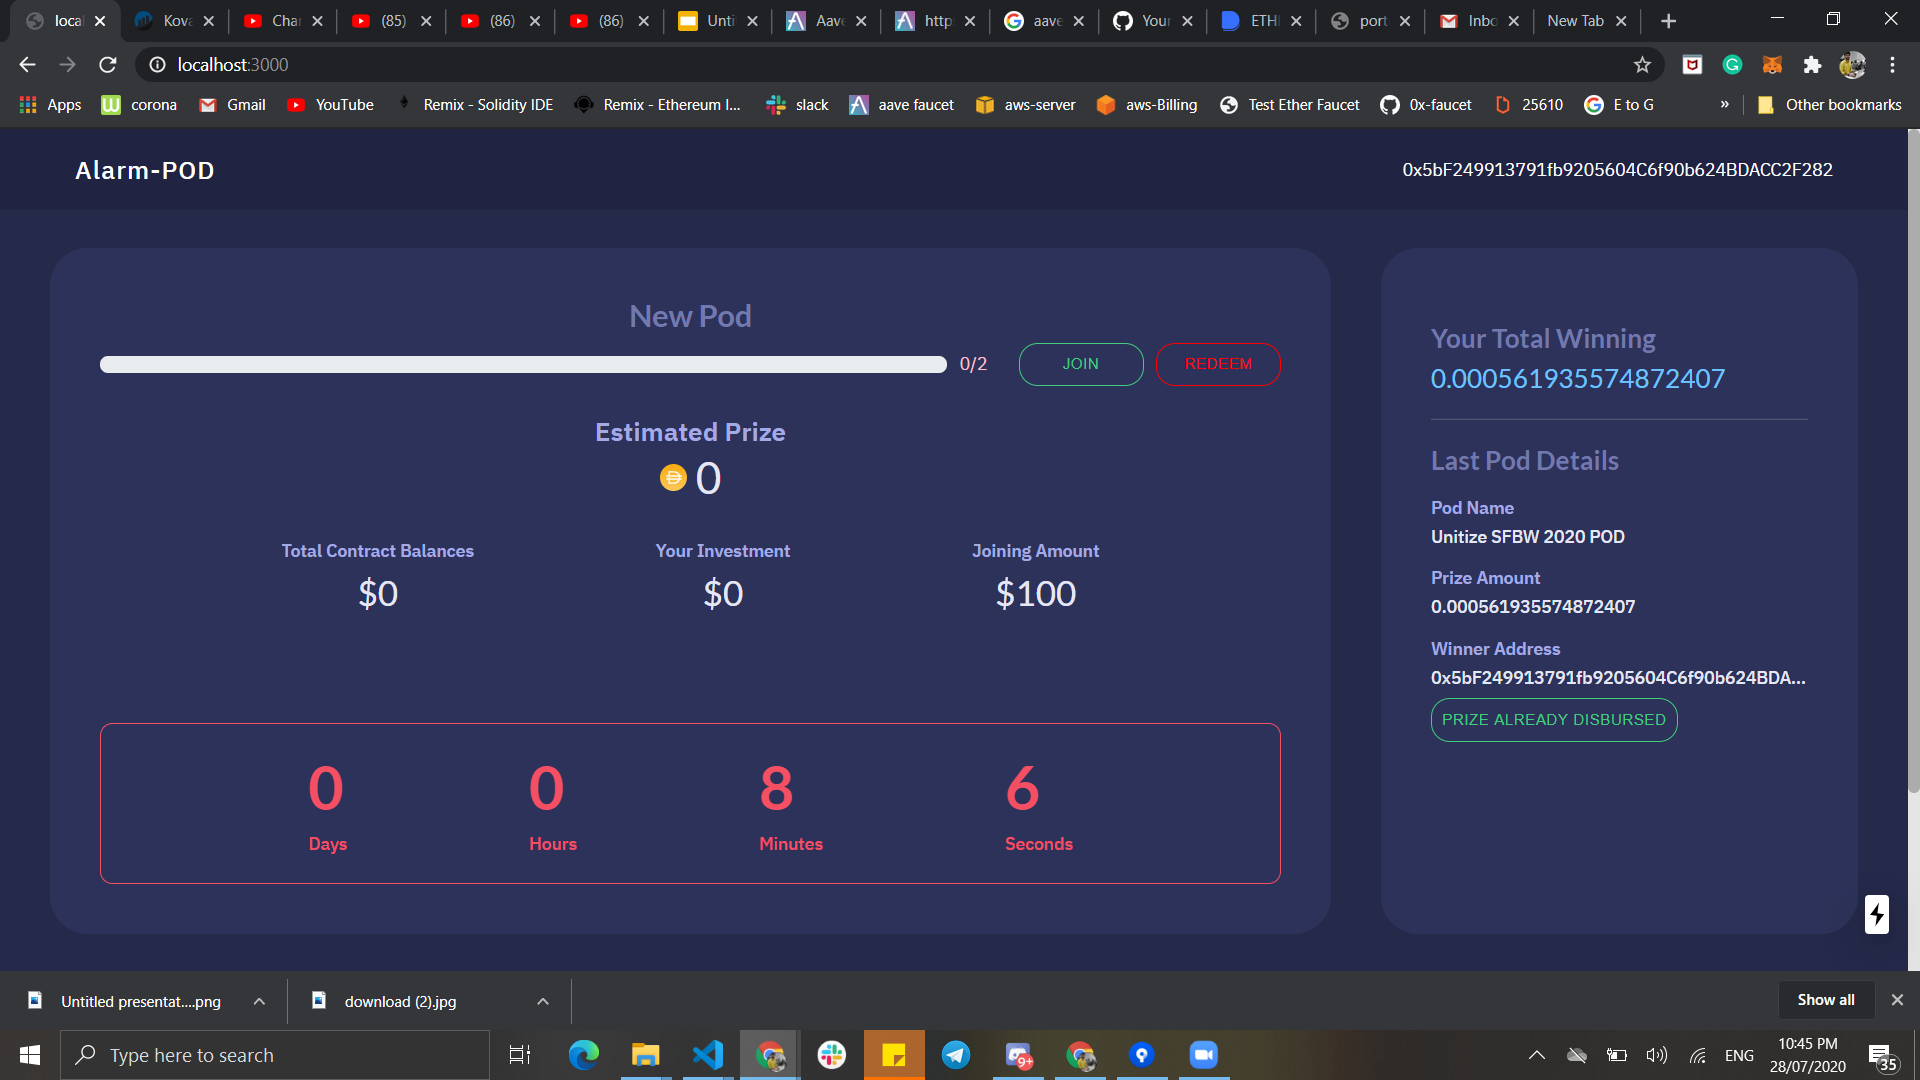 local
Kova
Char
(85)
(86)
(86)
Unti
Aave
http
aave
Your
ETHI
port
Inbo
New Tab
localhost:3000
Apps
corona
Gmail
YouTube
Remix - Solidity IDE
Remix - Ethereum I...
slack
aave faucet
aws-server
aws-Billing
Test Ether Faucet
0x-faucet
25610
E to G
»
Other bookmarks
Alarm-POD
0x5bF249913791fb9205604C6f90b624BDACC2F282
New Pod
0/2
JOIN
REDEEM
Estimated Prize
0
Total Contract Balances
$0
Your Investment
$0
Joining Amount
$100
0
Days
0
Hours
8
Minutes
6
Seconds
Your Total Winning
0.000561935574872407
Last Pod Details
Pod Name
Unitize SFBW 2020 POD
Prize Amount
0.000561935574872407
Winner Address
0x5bF249913791fb9205604C6f90b624BDA...
PRIZE ALREADY DISBURSED
Untitled presentat....png
download (2).jpg
Show all
Type here to search
9+
ENG
10:45 PM
28/07/2020
35